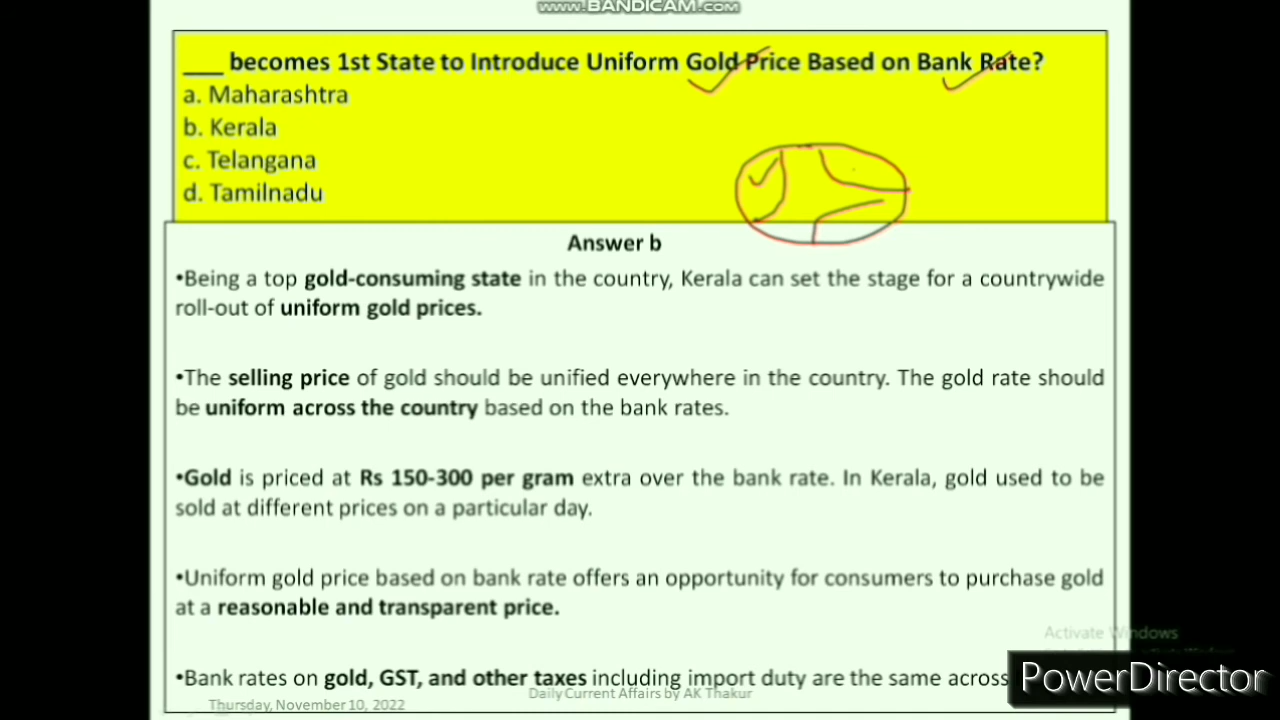 www.BANDICAM.com
___ becomes 1st State to Introduce Uniform Gold Price Based on Bank Rate?
a. Maharashtra
b. Kerala
c. Telangana
d. Tamilnadu
Answer b
•Being a top gold-consuming state in the country, Kerala can set the stage for a countrywide
roll-out of uniform gold prices.
•The selling price of gold should be unified everywhere in the country. The gold rate should
be uniform across the country based on the bank rates.
•Gold is priced at Rs 150-300 per gram extra over the bank rate. In Kerala, gold used to be
sold at different prices on a particular day.
•Uniform gold price based on bank rate offers an opportunity for consumers to purchase gold
at a reasonable and transparent price.
Activate Windows
•Bank rates on gold, GST, and other taxes including import duty are the same across
PowerDirector
Daily Current Affairs by AK Thakur
Thursday, November 10, 2022